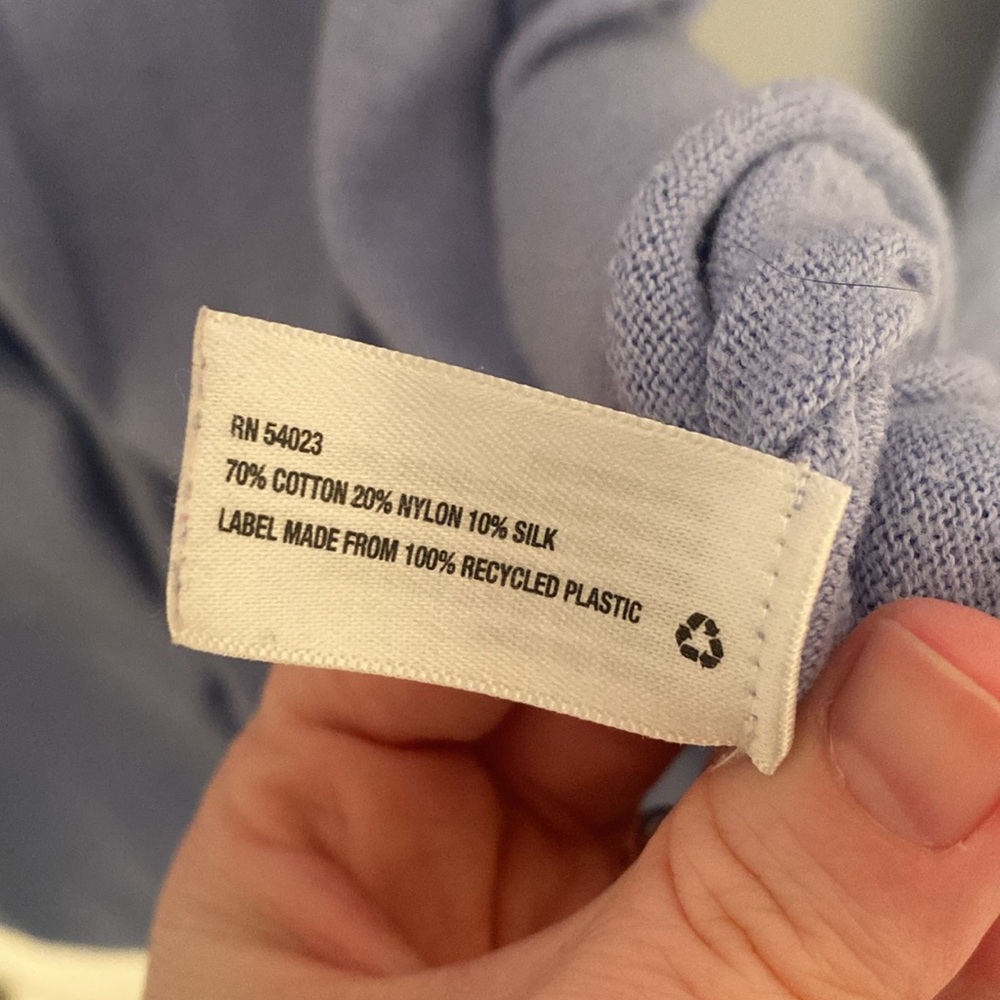 RN 54023
70% COTTON 20% NYLON 10% SILK
LABEL MADE FROM 100% RECYCLED PLASTIC